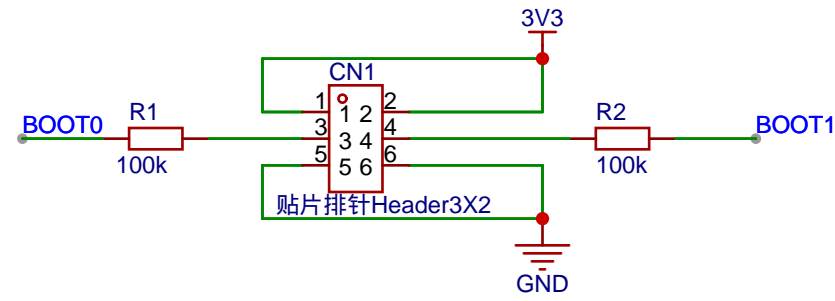 3V3
CN1
1 1 2 2
R1
R2
BOOT0
BOOT1
3 3 4 4
100k
100k
5 5 6 6
贴片排针Header3X2
GND